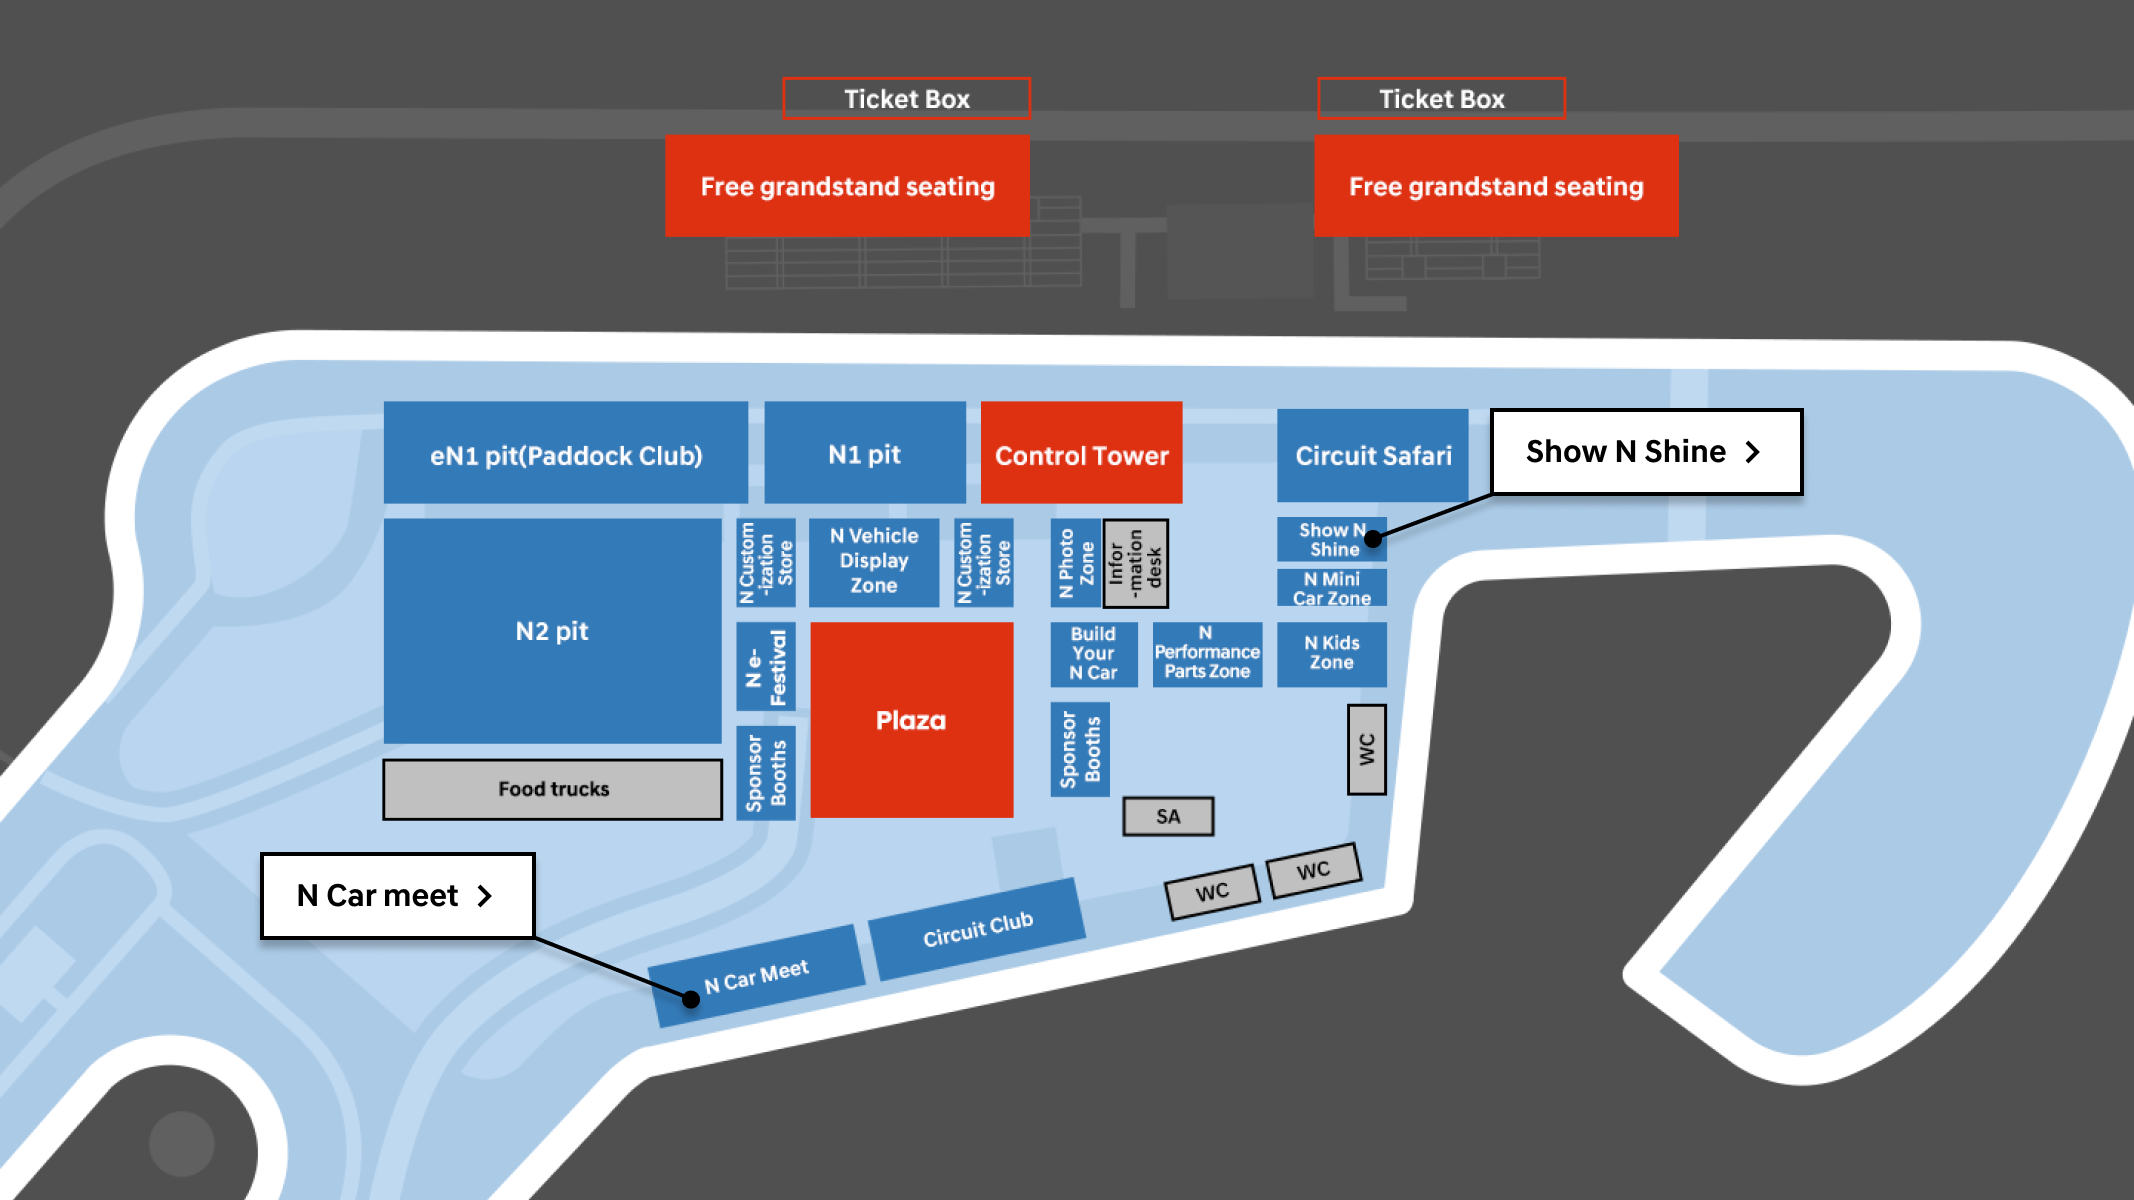 Ticket Box
Ticket Box
Free grandstand seating
Free grandstand seating
eN1 pit(Paddock Club)
N1 pit
Control Tower
Circuit Safari
Show N Shine >
N2 pit
N Custom
-ization
Store
N Vehicle
Display
Zone
N Custom
-ization
Store
N Photo
Zone
Infor
-mation
desk
Show N
Shine
N Mini
Car Zone
N e-
Festival
Plaza
Build
Your
N Car
N
Performance
Parts Zone
N Kids
Zone
Sponsor
Booths
Sponsor
Booths
WC
Food trucks
SA
WC
WC
N Car meet >
N Car Meet
Circuit Club